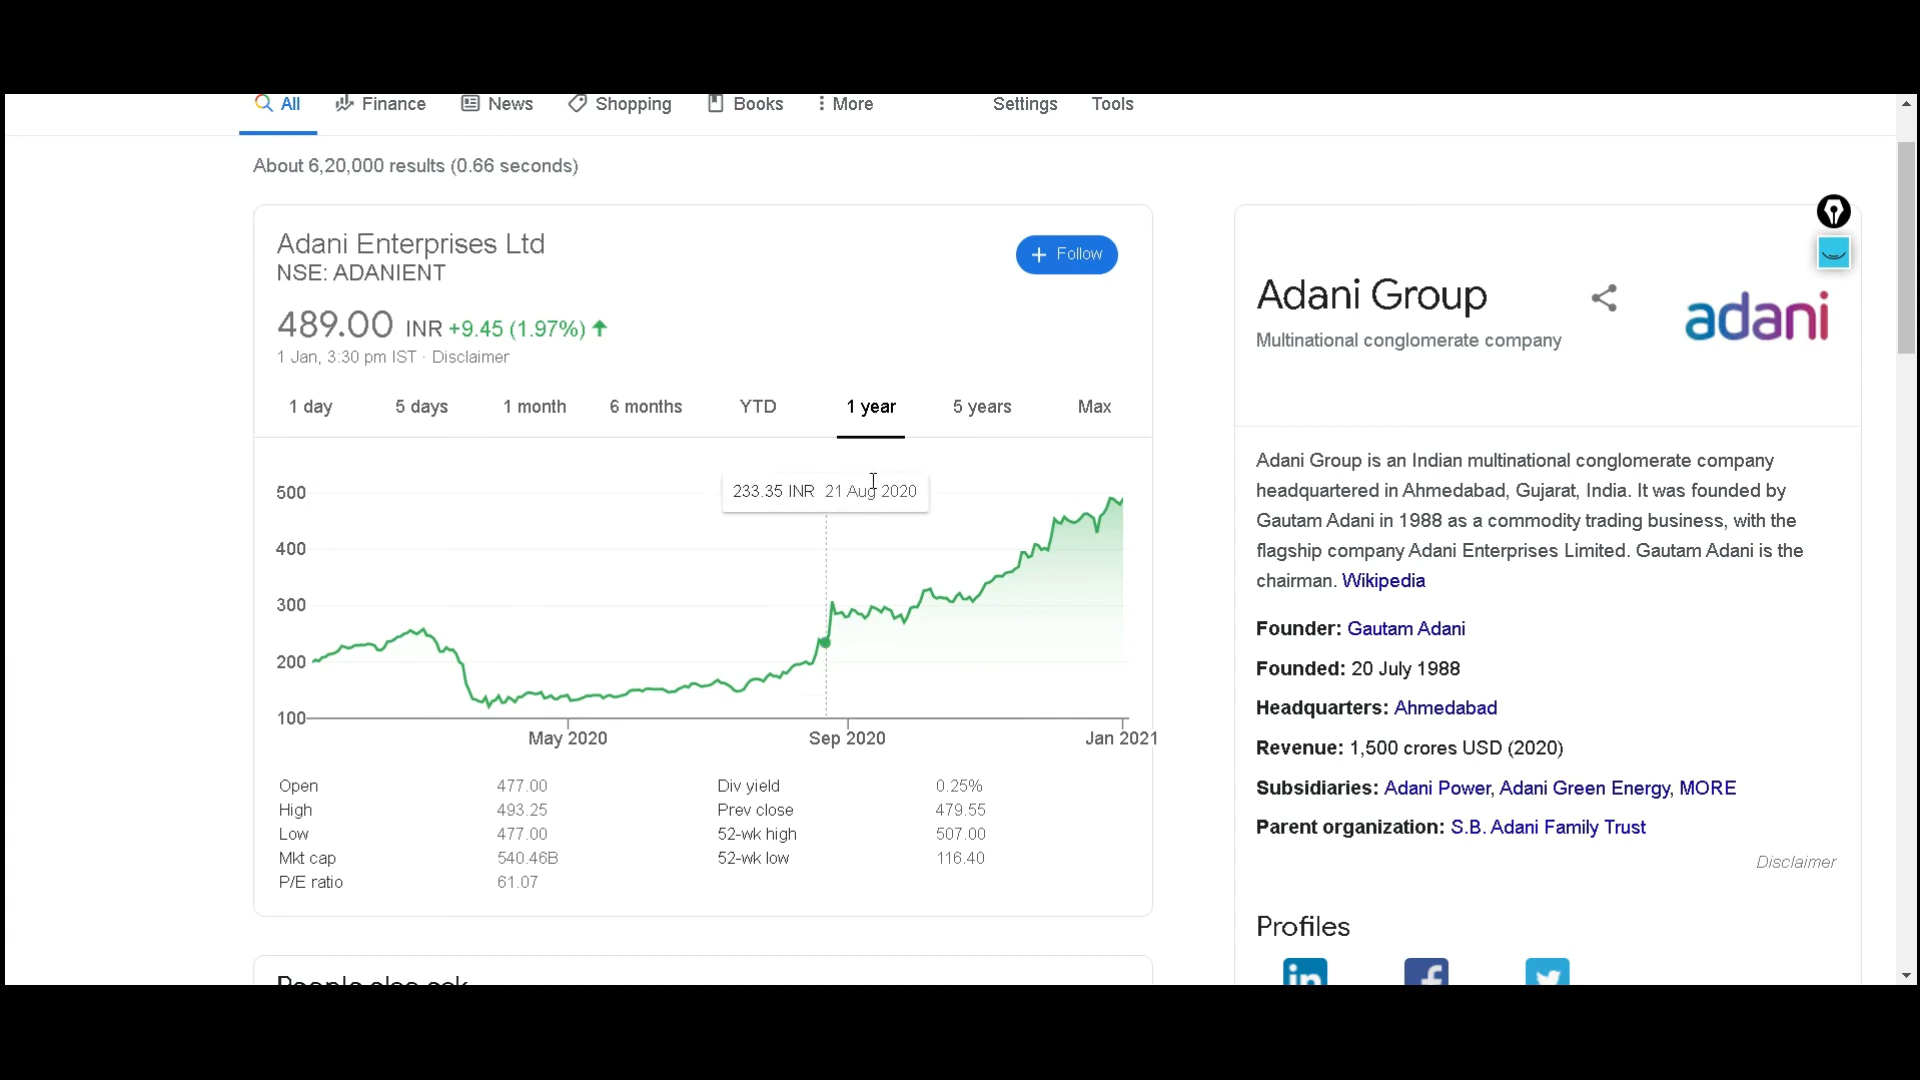 All Finance News Shopping Books More Settings Tools
About 6,20,000 results (0.66 seconds)
Adani Enterprises Ltd
NSE: ADANIENT
+ Follow
489.00 INR +9.45 (1.97%)
1 Jan, 3:30 pm IST · Disclaimer
1 day 5 days 1 month 6 months YTD 1 year 5 years Max
233.35 INR 21 Aug 2020
500
400
300
200
100
May 2020 Sep 2020 Jan 2021
Open 477.00 Div yield 0.25%
High 493.25 Prev close 479.55
Low 477.00 52-wk high 507.00
Mkt cap 540.46B 52-wk low 116.40
P/E ratio 61.07
People also ask
Adani Group
Multinational conglomerate company
adani
Adani Group is an Indian multinational conglomerate company
headquartered in Ahmedabad, Gujarat, India. It was founded by
Gautam Adani in 1988 as a commodity trading business, with the
flagship company Adani Enterprises Limited. Gautam Adani is the
chairman. Wikipedia
Founder: Gautam Adani
Founded: 20 July 1988
Headquarters: Ahmedabad
Revenue: 1,500 crores USD (2020)
Subsidiaries: Adani Power, Adani Green Energy, MORE
Parent organization: S.B. Adani Family Trust
Disclaimer
Profiles
in f